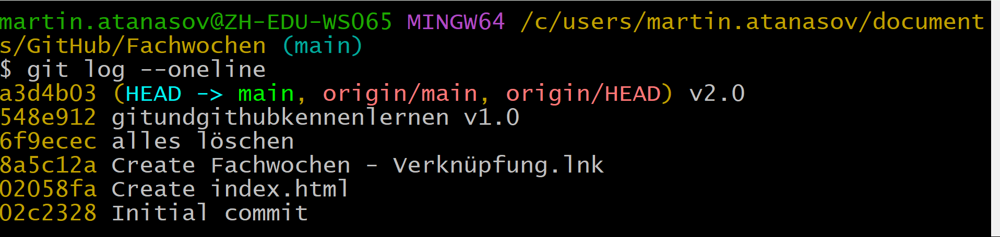 martin.atanasov@ZH-EDU-WS065 MINGW64 /c/users/martin.atanasov/document
s/GitHub/Fachwochen (main)
$ git log --oneline
a3d4b03 (HEAD -> main, origin/main, origin/HEAD) v2.0
548e912 gitundgithubkennenlernen v1.0
6f9ecec alles löschen
8a5c12a Create Fachwochen - Verknüpfung.lnk
02058fa Create index.html
02c2328 Initial commit